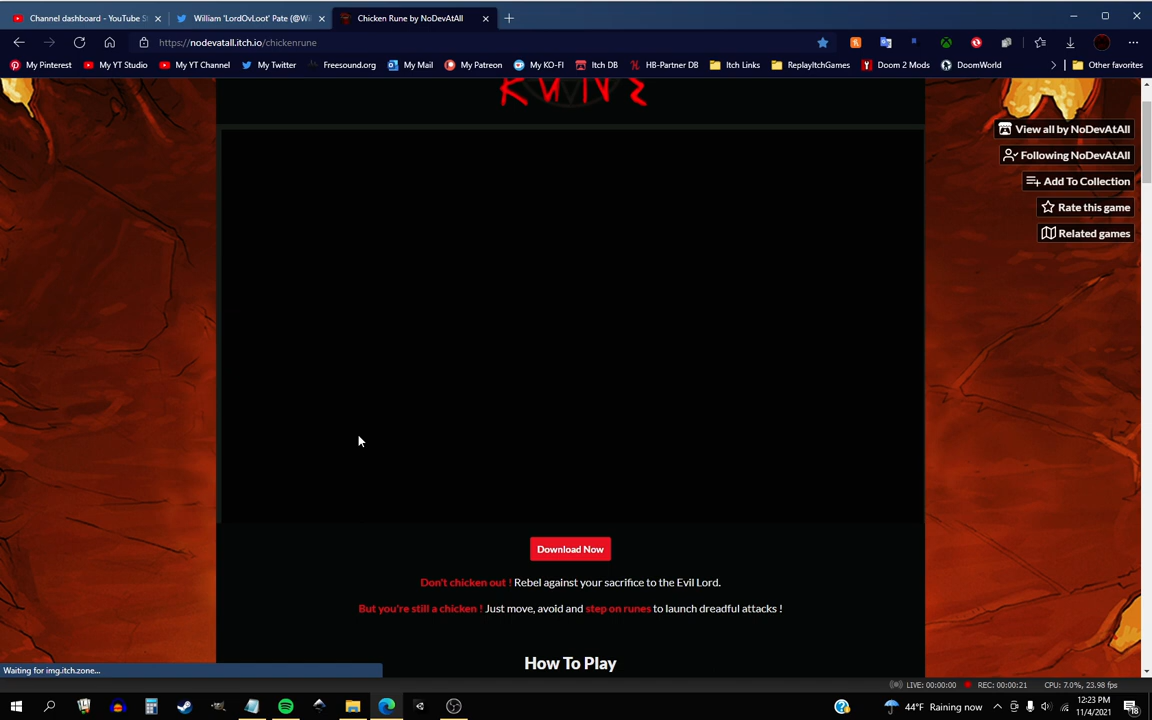 Channel dashboard - YouTube S
William 'LordOvLoot' Pate (@Wi
Chicken Rune by NoDevAtAll
https://nodevatall.itch.io/chickenrune
My Pinterest
My YT Studio
My YT Channel
My Twitter
Freesound.org
My Mail
My Patreon
My KO-FI
Itch DB
HB-Partner DB
Itch Links
ReplayItchGames
Doom 2 Mods
DoomWorld
Other favorites
RUNE
View all by NoDevAtAll
Following NoDevAtAll
Add To Collection
Rate this game
Related games
Download Now
Don't chicken out ! Rebel against your sacrifice to the Evil Lord.
But you're still a chicken ! Just move, avoid and step on runes to launch dreadful attacks !
How To Play
Waiting for img.itch.zone...
LIVE: 00:00:00
REC: 00:00:21
CPU: 7.0%, 23.98 fps
44°F Raining now
12:23 PM
11/4/2021
18